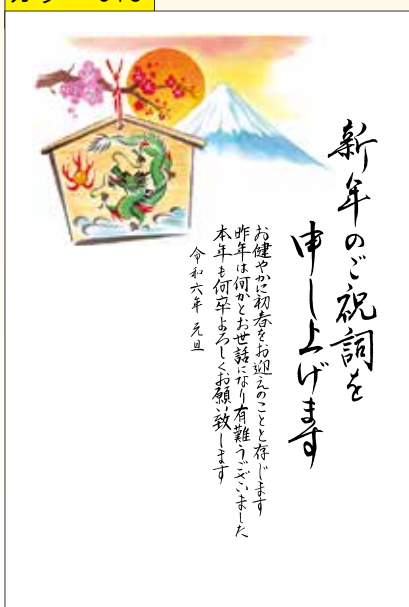 新年のご祝詞を
申し上げます
お健やかに初春をお迎えのことと存じます
昨年は何かとお世話になり有難うございました
本年も何卒よろしくお願い致します
令和六年 元旦